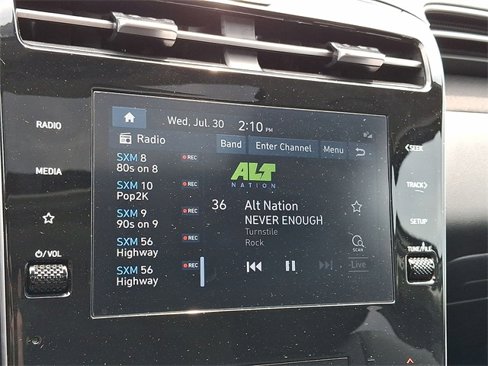 Wed, Jul. 30 2:10 PM
RADIO
MEDIA
⏻/VOL
Radio
Band
Enter Channel
Menu
SXM 8 REC
80s on 8
SXM 10 REC
Pop2K
SXM 9 REC
90s on 9
SXM 56 REC
Highway
SXM 56 REC
Highway
ALT
NATION
36 Alt Nation
NEVER ENOUGH
Turnstile
Rock
SCAN
Live
<SEEK
TRACK>
SETUP
TUNE/FILE